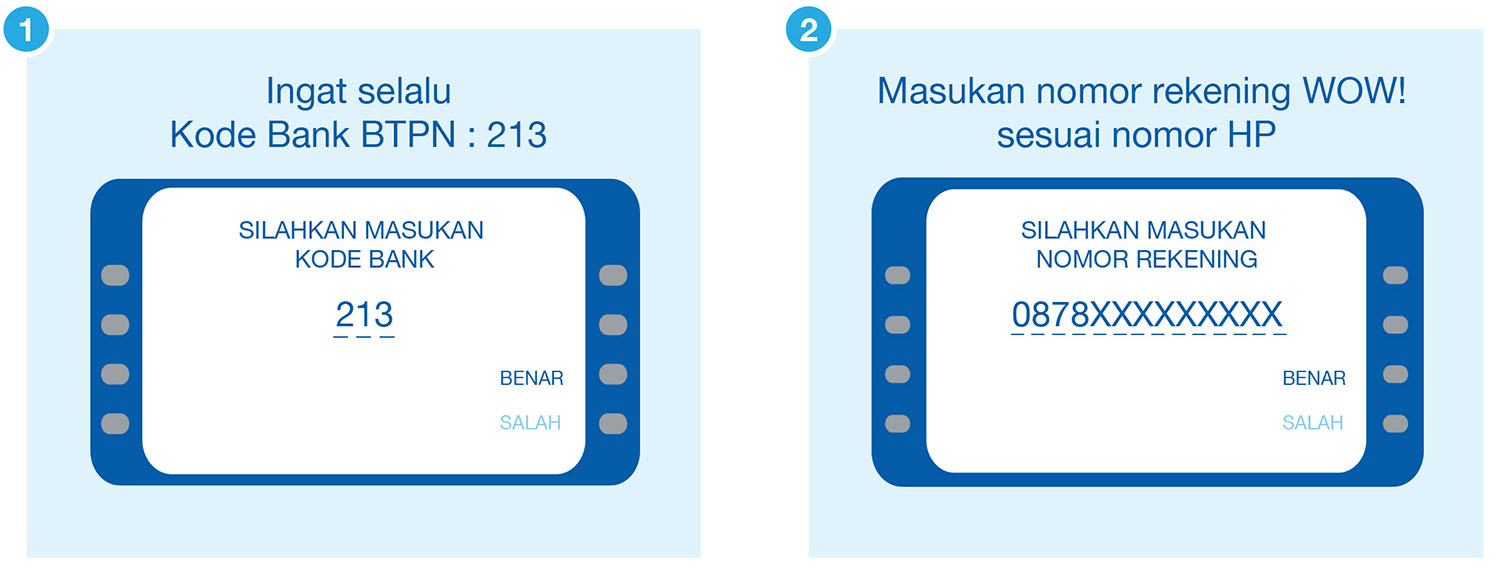 1
Ingat selalu
Kode Bank BTPN : 213
SILAHKAN MASUKAN
KODE BANK
213
BENAR
SALAH
2
Masukan nomor rekening WOW!
sesuai nomor HP
SILAHKAN MASUKAN
NOMOR REKENING
0878XXXXXXXXXX
BENAR
SALAH